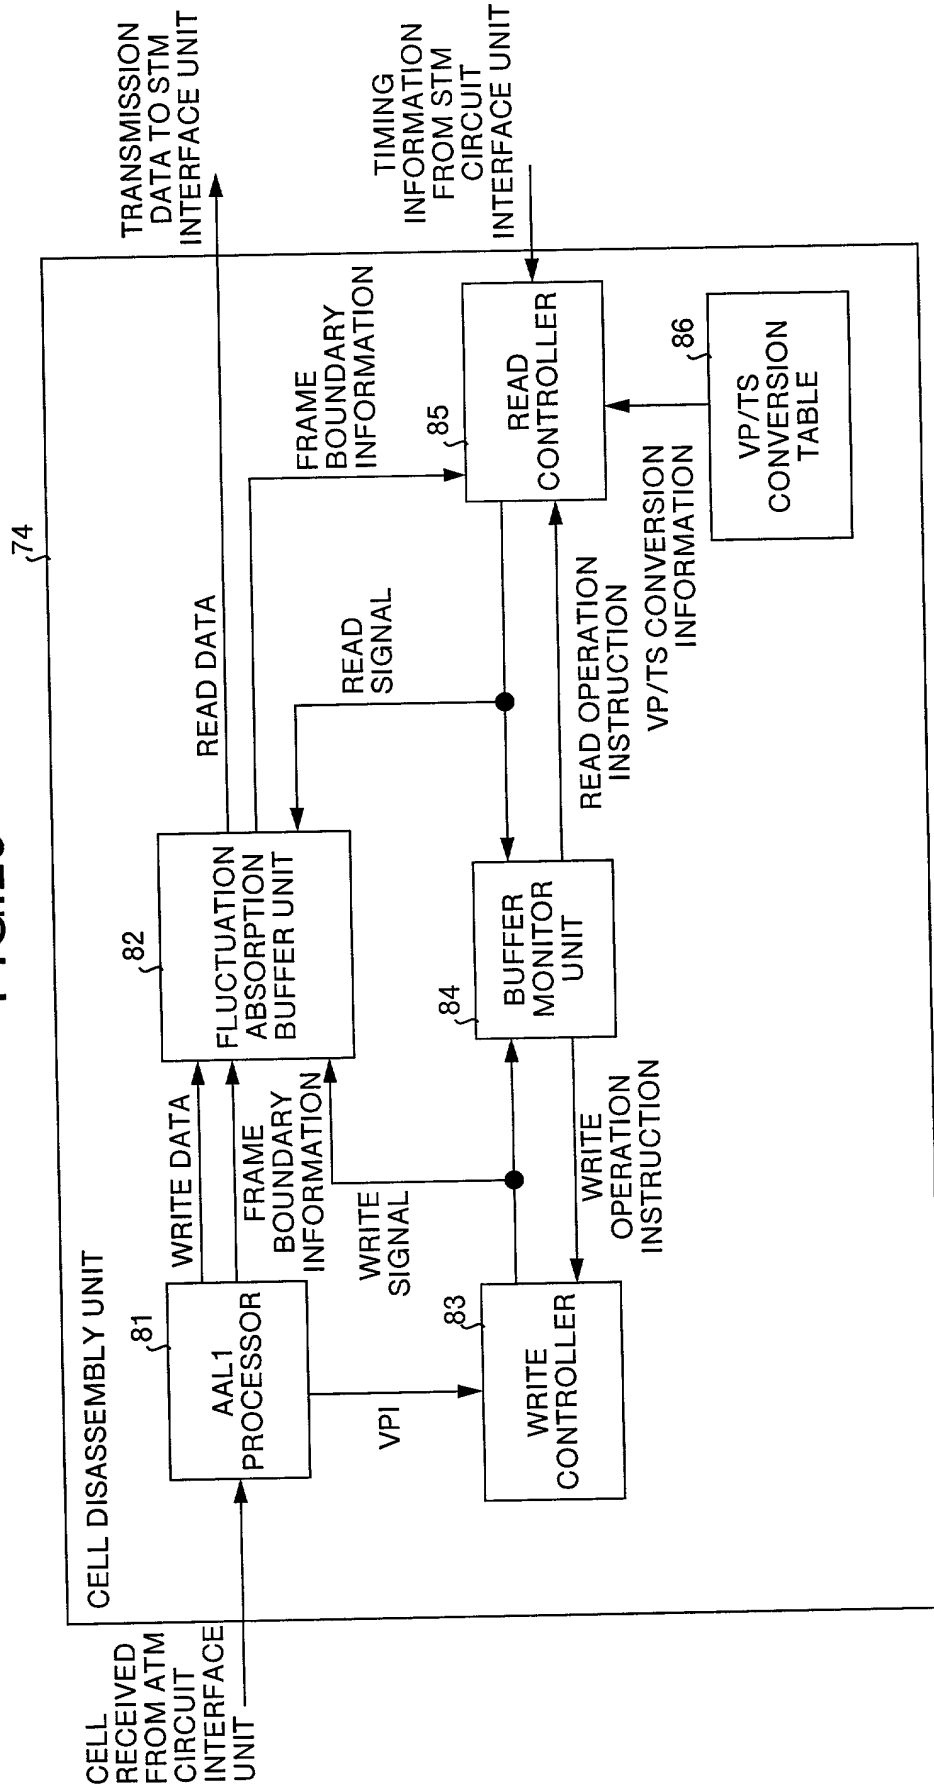 74
CELL DISASSEMBLY UNIT
CELL
RECEIVED
FROM ATM
CIRCUIT
INTERFACE
UNIT
81
AAL1
PROCESSOR
WRITE DATA
FRAME
BOUNDARY
INFORMATION
82
FLUCTUATION
ABSORPTION
BUFFER UNIT
READ DATA
TRANSMISSION
DATA TO STM
INTERFACE UNIT
FRAME
BOUNDARY
INFORMATION
VPI
WRITE
SIGNAL
READ
SIGNAL
TIMING
INFORMATION
FROM STM
CIRCUIT
INTERFACE UNIT
83
WRITE
CONTROLLER
84
BUFFER
MONITOR
UNIT
85
READ
CONTROLLER
WRITE
OPERATION
INSTRUCTION
READ OPERATION
INSTRUCTION
VP/TS CONVERSION
INFORMATION
86
VP/TS
CONVERSION
TABLE